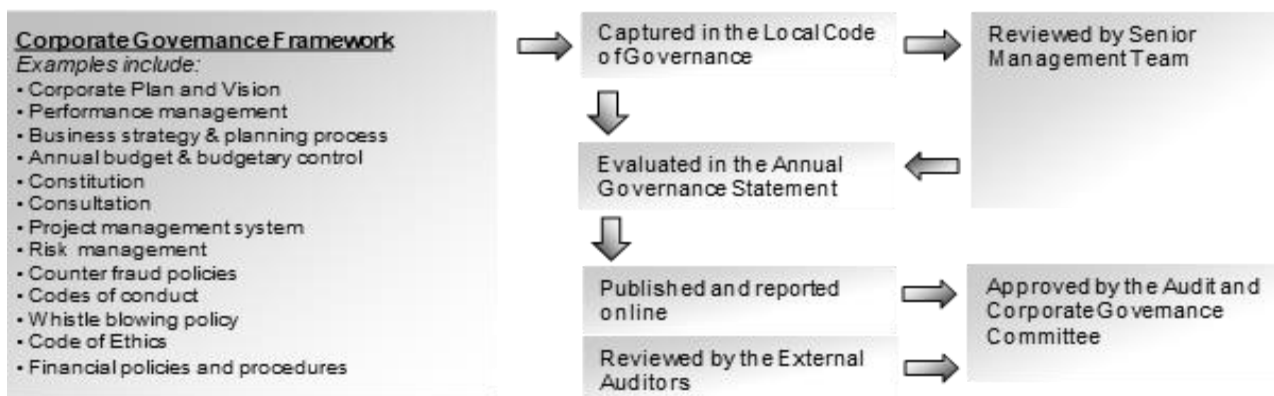 Corporate Governance Framework
Examples include:
• Corporate Plan and Vision
• Performance management
• Business strategy & planning process
• Annual budget & budgetary control
• Constitution
• Consultation
• Project management system
• Risk management
• Counter fraud policies
• Codes of conduct
• Whistle blowing policy
• Code of Ethics
• Financial policies and procedures
Captured in the Local Code
of Governance
Reviewed by Senior
Management Team
Evaluated in the Annual
Governance Statement
Published and reported
online
Approved by the Audit and
Corporate Governance
Committee
Reviewed by the External
Auditors